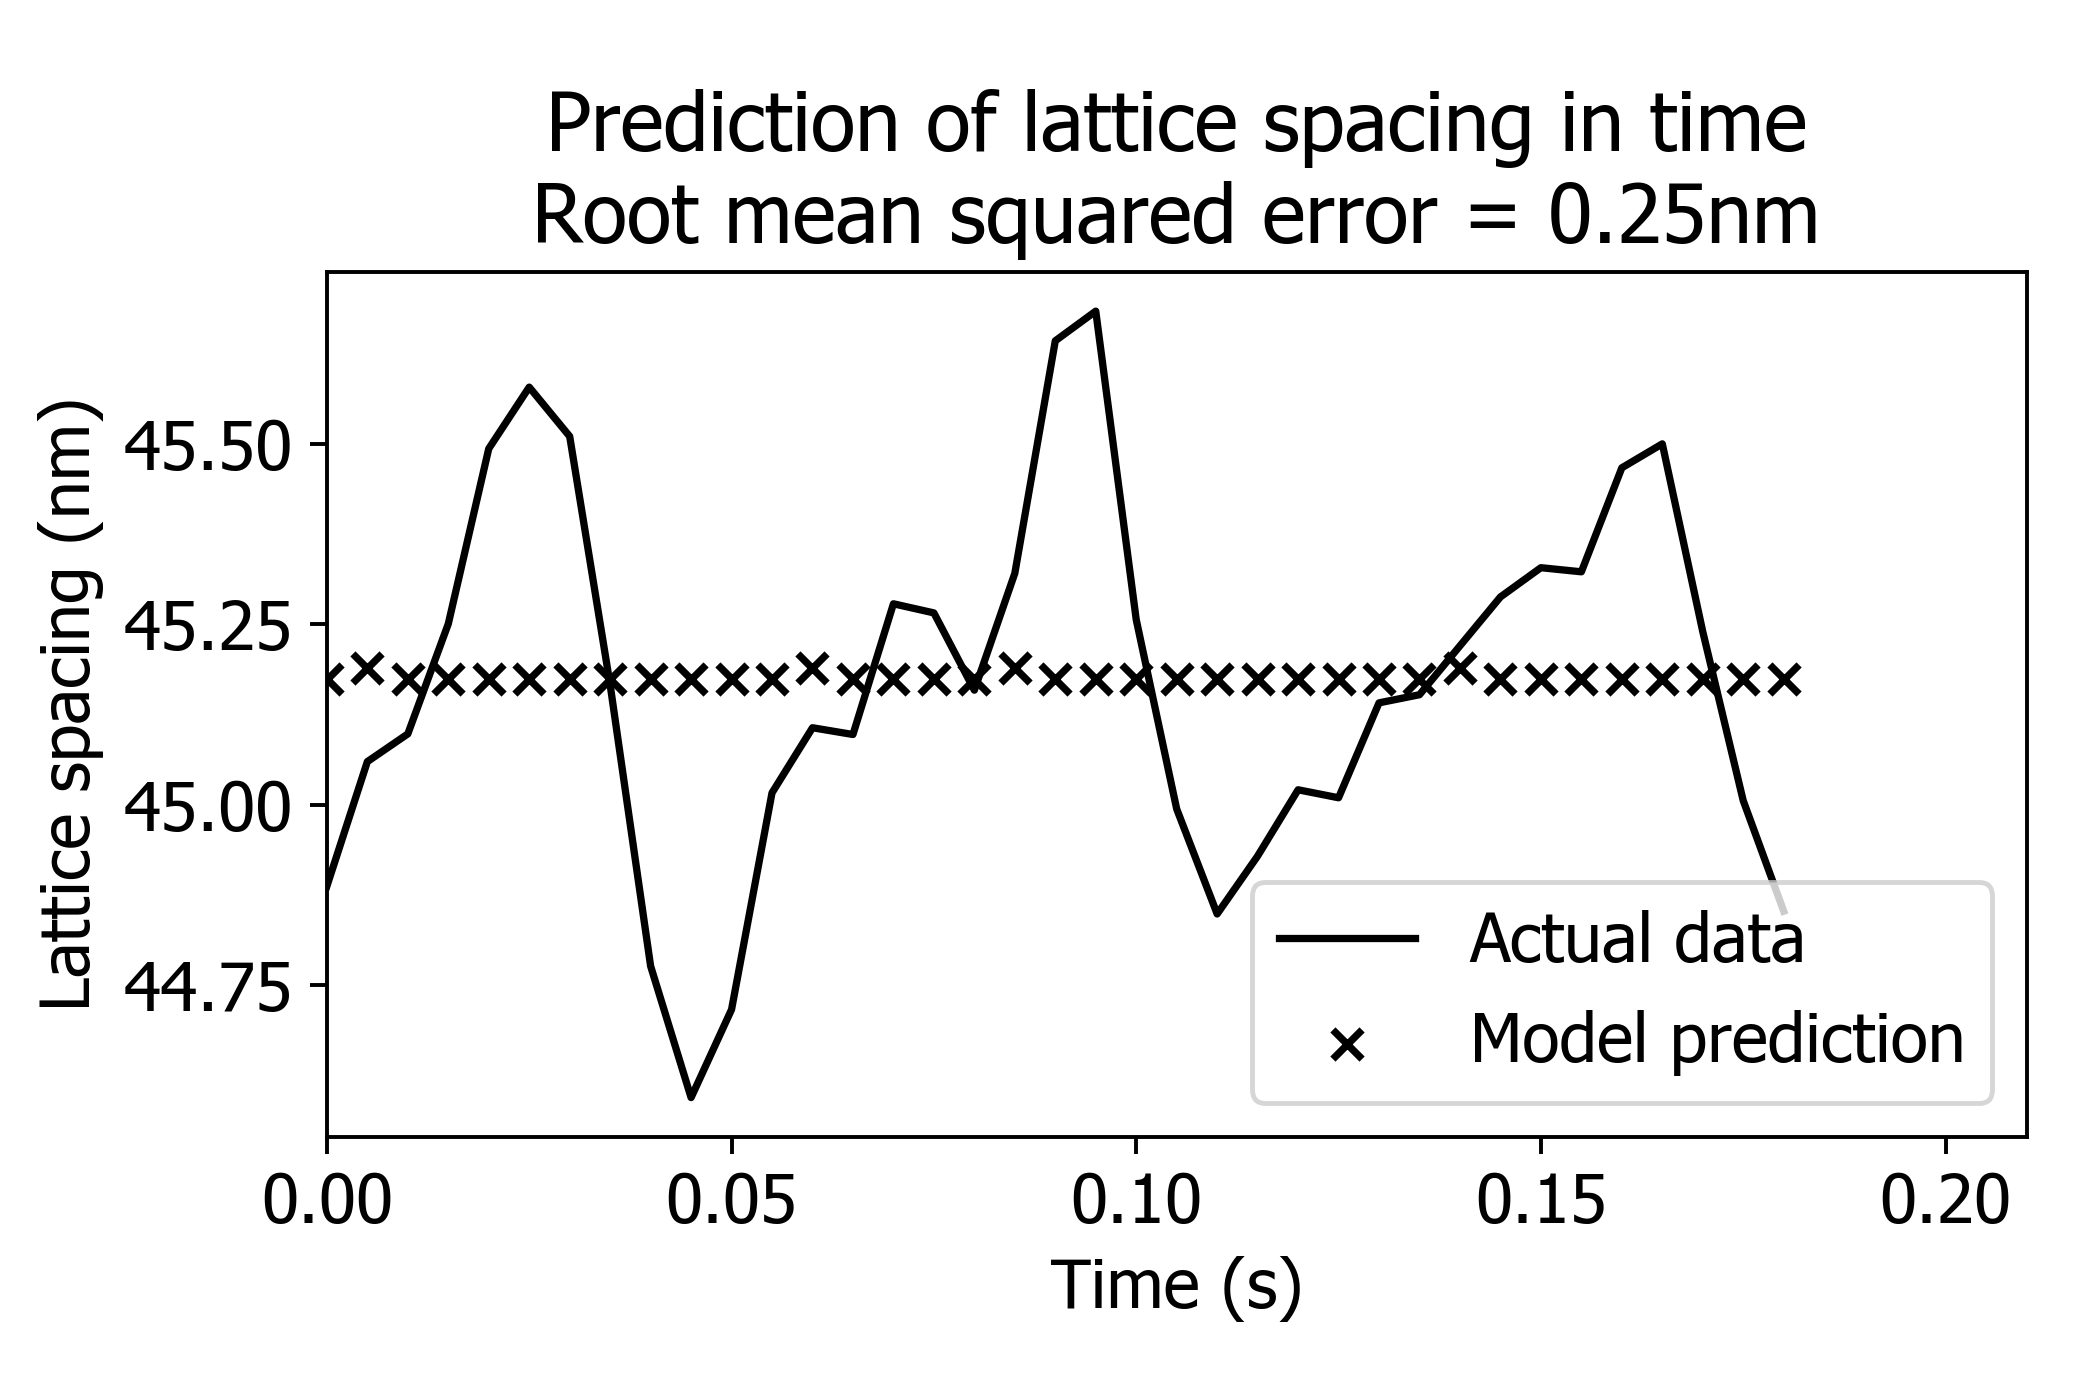 Prediction of lattice spacing in time
Root mean squared error = 0.25nm
Lattice spacing (nm)
45.50
45.25
45.00
44.75
Actual data
Model prediction
0.00
0.05
0.10
0.15
0.20
Time (s)